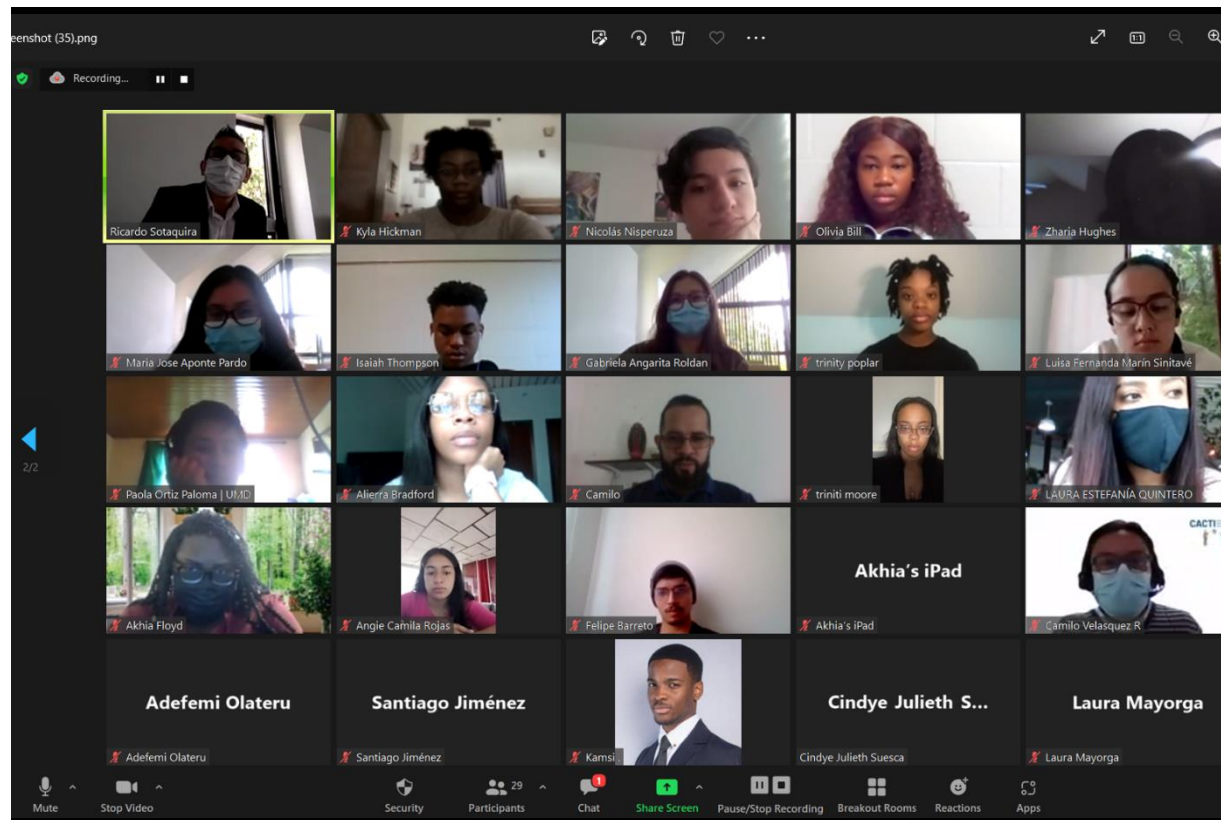 eenshot (35).png
Recording...
Ricardo Sotaquira
Kyla Hickman
Nicolás Nisperuza
Olivia Bill
Zharia Hughes
Maria Jose Aponte Pardo
Isaiah Thompson
Gabriela Angarita Roldan
trinity poplar
Luisa Fernanda Marín Sinitavé
Paola Ortiz Paloma | UMD
Alierra Bradford
Camilo
triniti moore
LAURA ESTEFANÍA QUINTERO
2/2
CACTI
Akhia's iPad
Akhia Floyd
Angie Camila Rojas
Felipe Barreto
Akhia's iPad
Camilo Velasquez R
Adefemi Olateru
Santiago Jiménez
Cindye Julieth S...
Laura Mayorga
Adefemi Olateru
Santiago Jiménez
Kamsi
Cindye Julieth Suesca
Laura Mayorga
29
1
Mute
Stop Video
Security
Participants
Chat
Share Screen
Pause/Stop Recording
Breakout Rooms
Reactions
Apps